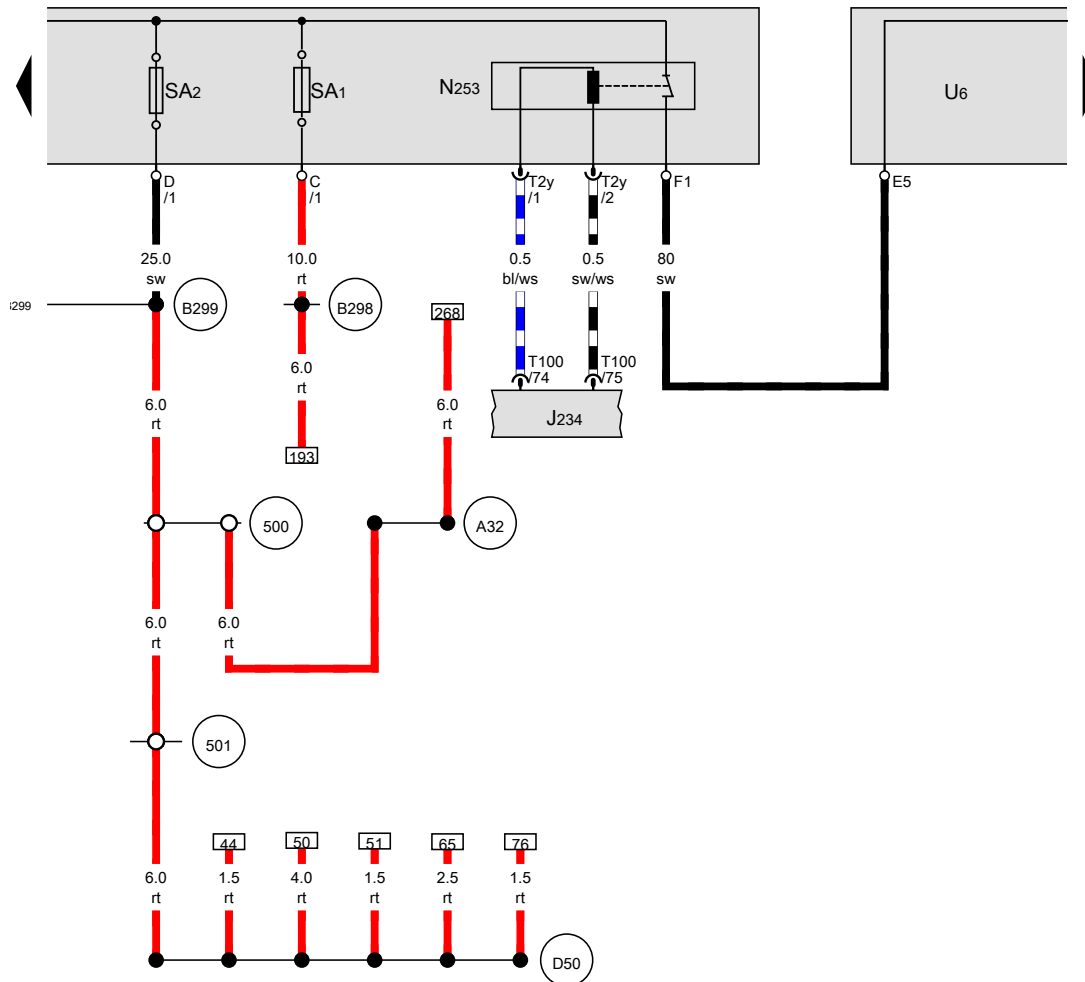 SA2
SA1
N253
U6
D
/1
C
/1
T2y
/1
T2y
/2
F1
E5
25.0
sw
10.0
rt
0.5
bl/ws
0.5
sw/ws
80
sw
B299
B299
B298
268
6.0
rt
6.0
rt
6.0
rt
T100
/74
T100
/75
J234
193
500
A32
6.0
rt
6.0
rt
501
44
50
51
65
76
6.0
rt
1.5
rt
4.0
rt
1.5
rt
2.5
rt
1.5
rt
D50